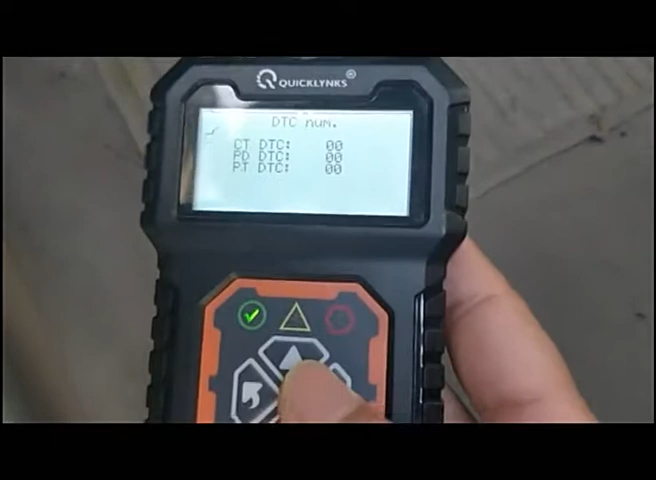 QUICKLYNKS®
DTC num.
CT DTC: 00
PD DTC: 00
PT DTC: 00